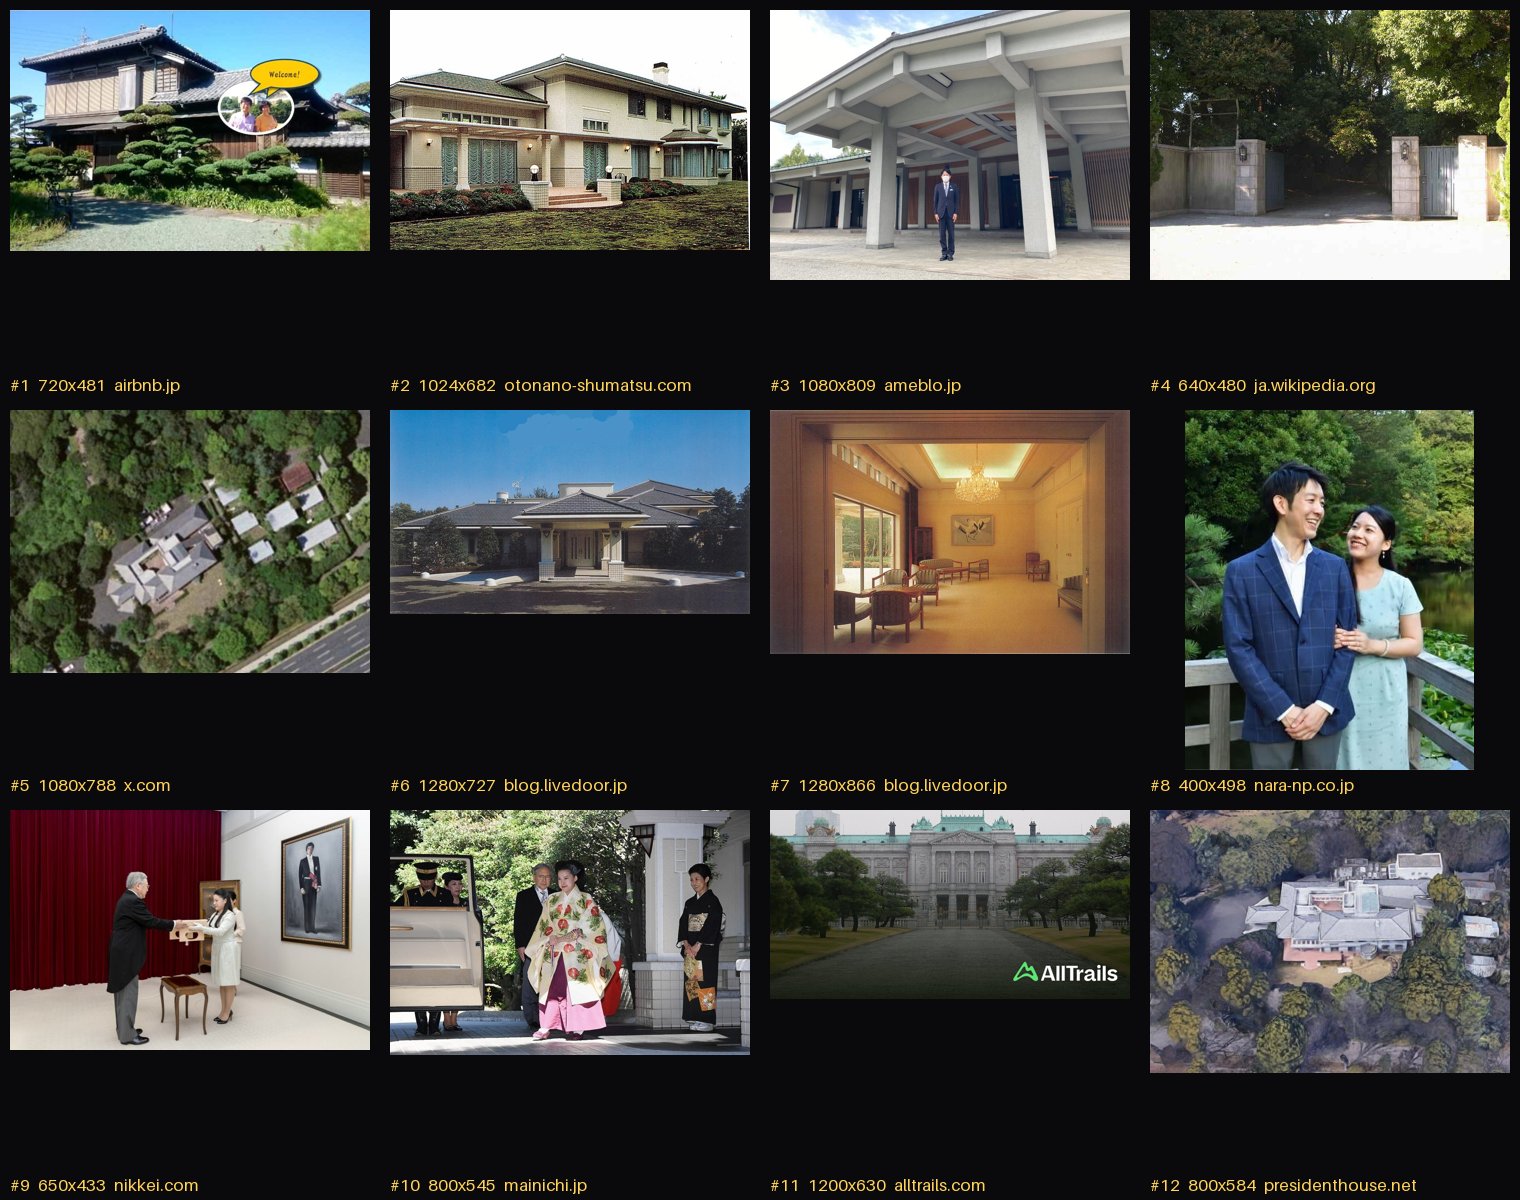 Welcome!
#1 720x481 airbnb.jp
#2 1024x682 otonano-shumatsu.com
#3 1080x809 ameblo.jp
#4 640x480 ja.wikipedia.org
#5 1080x788 x.com
#6 1280x727 blog.livedoor.jp
#7 1280x866 blog.livedoor.jp
#8 400x498 nara-np.co.jp
AllTrails
#9 650x433 nikkei.com
#10 800x545 mainichi.jp
#11 1200x630 alltrails.com
#12 800x584 presidenthouse.net